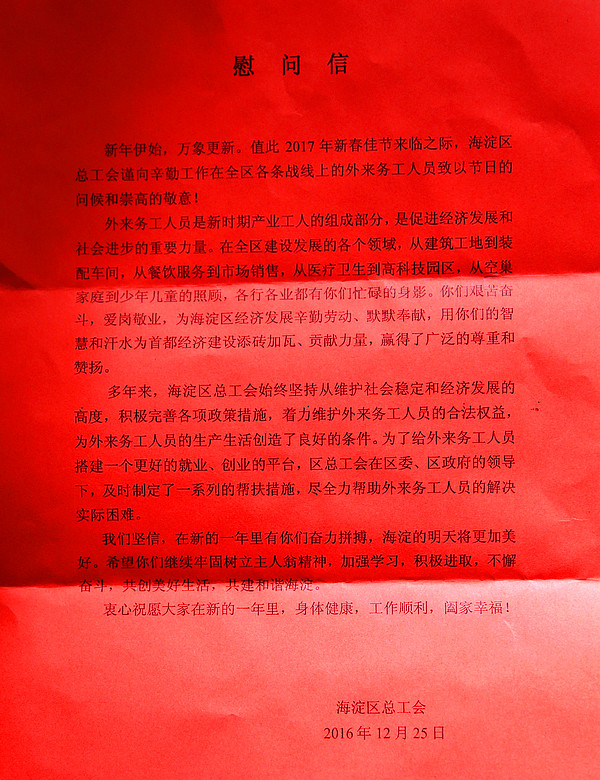 慰 问 信
新年伊始，万象更新。值此 2017 年新春佳节来临之际，海淀区
总工会谨向辛勤工作在全区各条战线上的外来务工人员致以节日的
问候和崇高的敬意！
外来务工人员是新时期产业工人的组成部分，是促进经济发展和
社会进步的重要力量。在全区建设发展的各个领域，从建筑工地到装
配车间，从餐饮服务到市场销售，从医疗卫生到高科技园区，从空巢
家庭到少年儿童的照顾，各行各业都有你们忙碌的身影。你们艰苦奋
斗，爱岗敬业，为海淀区经济发展辛勤劳动、默默奉献，用你们的智
慧和汗水为首都经济建设添砖加瓦、贡献力量，赢得了广泛的尊重和
赞扬。
多年来，海淀区总工会始终坚持从维护社会稳定和经济发展的
高度，积极完善各项政策措施，着力维护外来务工人员的合法权益，
为外来务工人员的生产生活创造了良好的条件。为了给外来务工人员
搭建一个更好的就业、创业的平台，区总工会在区委、区政府的领导
下，及时制定了一系列的帮扶措施，尽全力帮助外来务工人员的解决
实际困难。
我们坚信，在新的一年里有你们奋力拼搏，海淀的明天将更加美
好。希望你们继续牢固树立主人翁精神，加强学习，积极进取，不懈
奋斗，共创美好生活，共建和谐海淀。
衷心祝愿大家在新的一年里，身体健康，工作顺利，阖家幸福！
海淀区总工会
2016 年 12 月 25 日